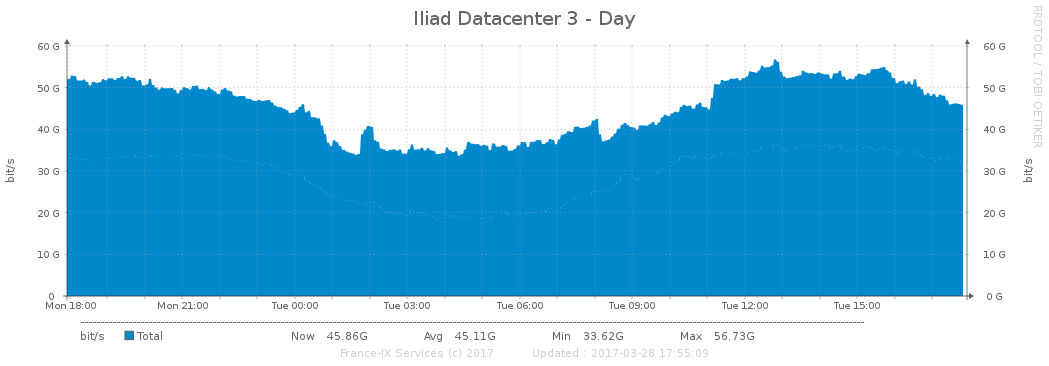 Iliad Datacenter 3 - Day
RRDTOOL / TOBI OETIKER
60 G 60 G
50 G 50 G
40 G 40 G
30 G 30 G
20 G 20 G
10 G 10 G
0 0 G
bit/s bit/s
Mon 18:00 Mon 21:00 Tue 00:00 Tue 03:00 Tue 06:00 Tue 09:00 Tue 12:00 Tue 15:00
bit/s Total Now 45.86G Avg 45.11G Min 33.62G Max 56.73G
France-IX Services (c) 2017 Updated : 2017-03-28 17:55:09